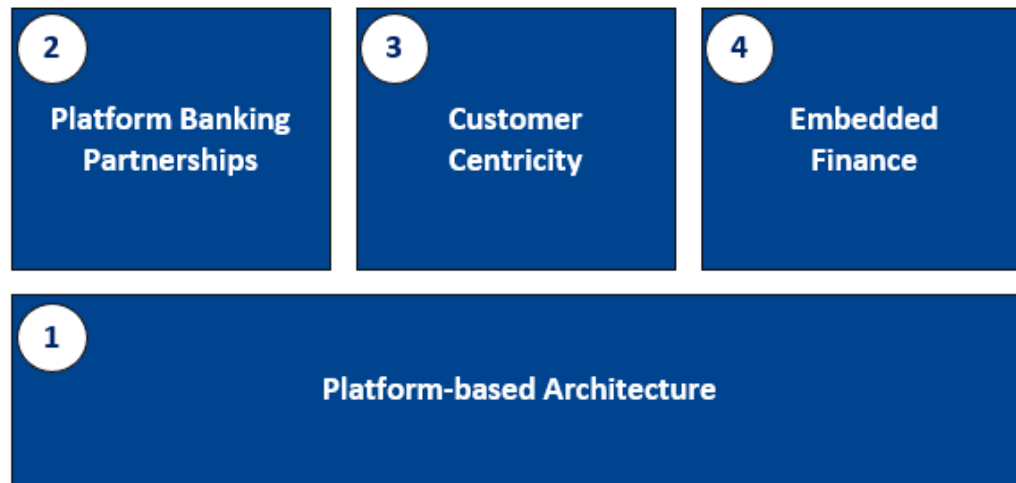 2
Platform Banking
Partnerships
3
Customer
Centricity
4
Embedded
Finance
1
Platform-based Architecture